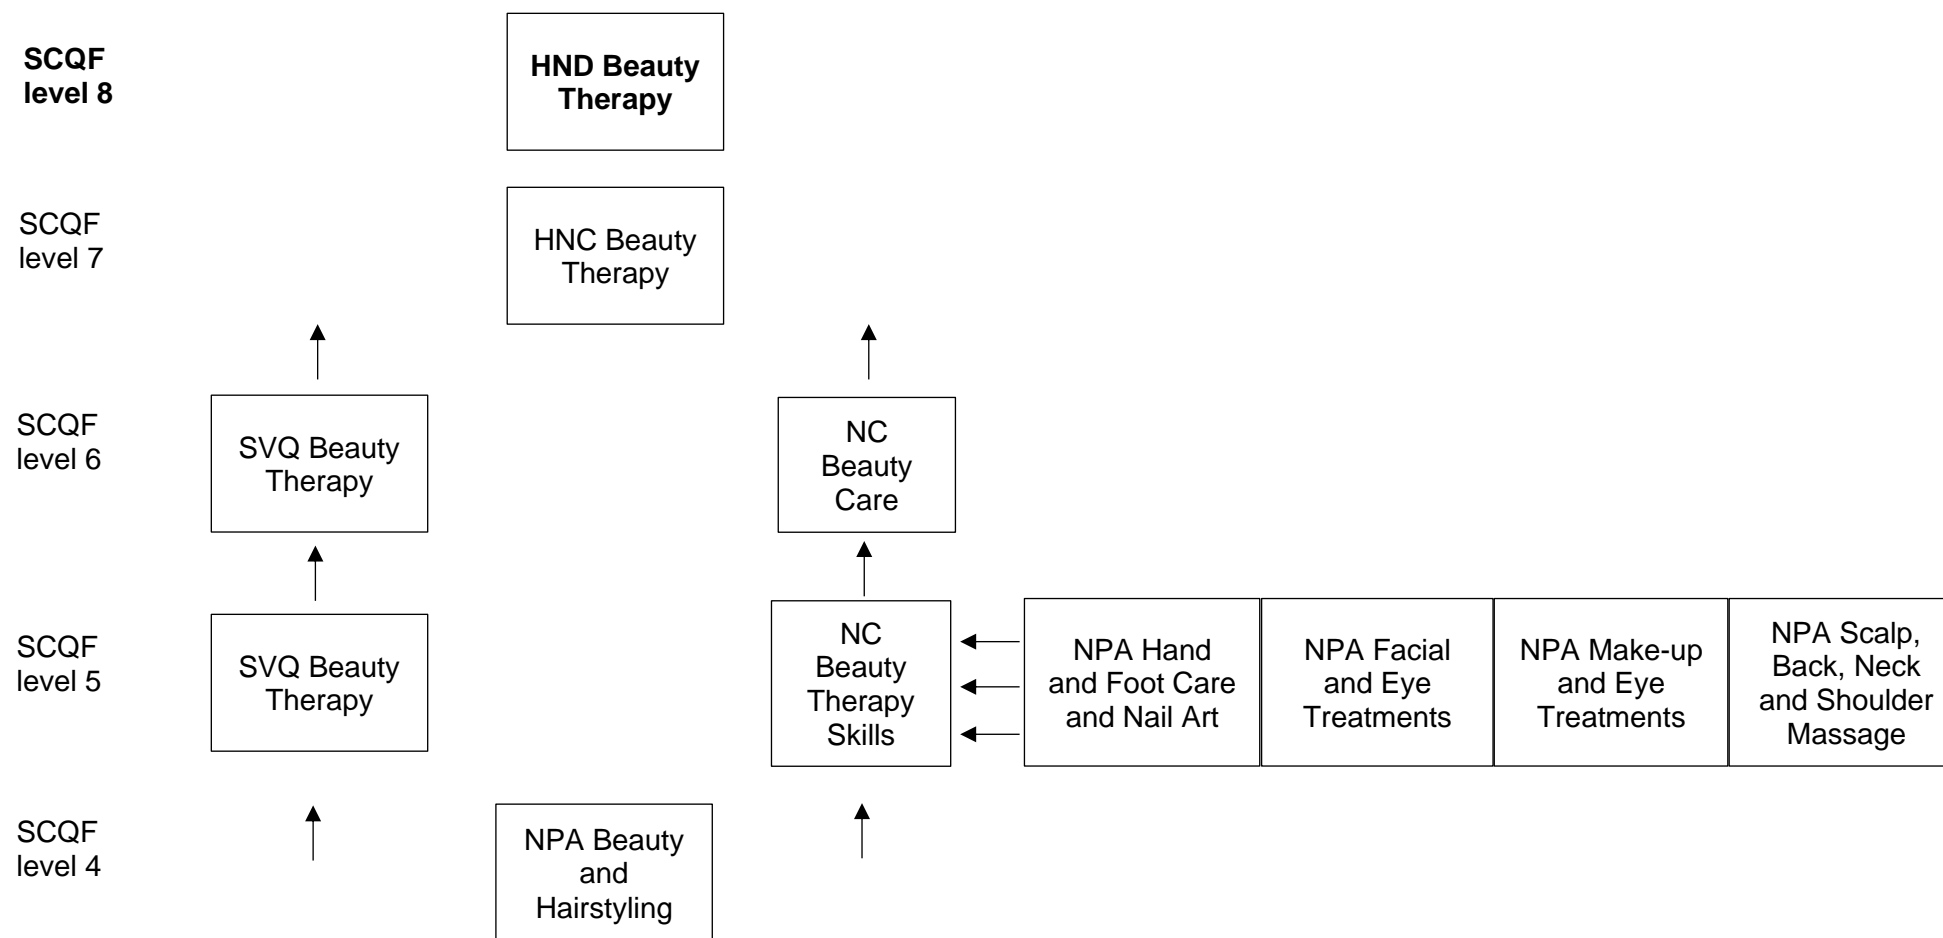 SCQF
level 8
HND Beauty
Therapy
SCQF
level 7
HNC Beauty
Therapy
SCQF
level 6
SVQ Beauty
Therapy
NC
Beauty
Care
SCQF
level 5
SVQ Beauty
Therapy
NC
Beauty
Therapy
Skills
NPA Hand
and Foot Care
and Nail Art
NPA Facial
and Eye
Treatments
NPA Make-up
and Eye
Treatments
NPA Scalp,
Back, Neck
and Shoulder
Massage
SCQF
level 4
NPA Beauty
and
Hairstyling